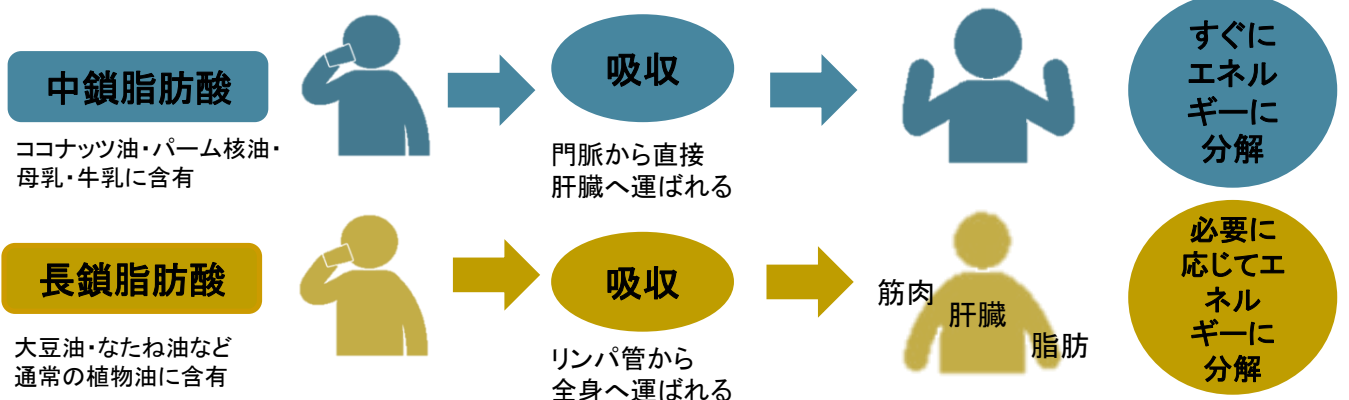 中鎖脂肪酸
ココナッツ油・パーム核油・
母乳・牛乳に含有
吸収
門脈から直接
肝臓へ運ばれる
すぐに
エネル
ギーに
分解
長鎖脂肪酸
大豆油・なたね油など
通常の植物油に含有
吸収
リンパ管から
全身へ運ばれる
筋肉
肝臓
脂肪
必要に
応じてエ
ネル
ギーに
分解